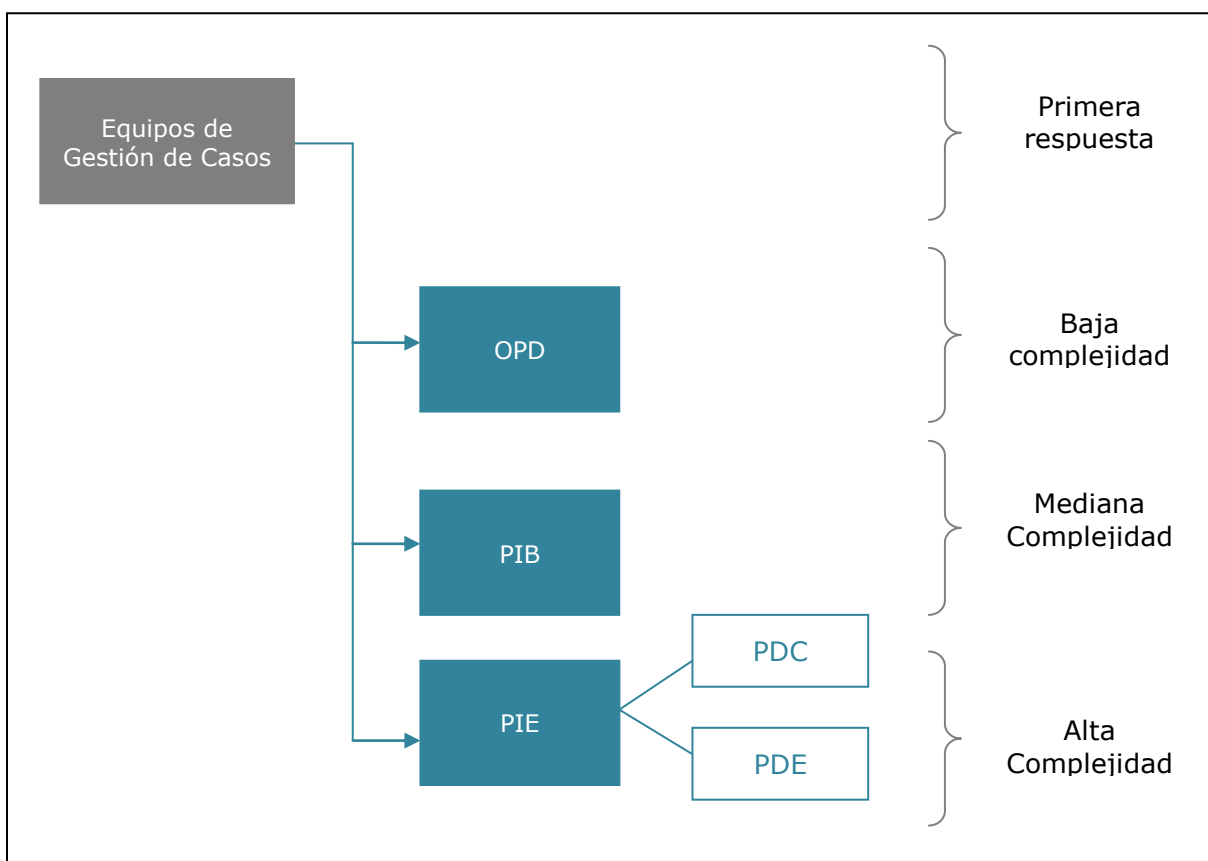 Equipos de
Gestión de Casos
Primera
respuesta
OPD
Baja
complejidad
PIB
Mediana
Complejidad
PIE
PDC
PDE
Alta
Complejidad